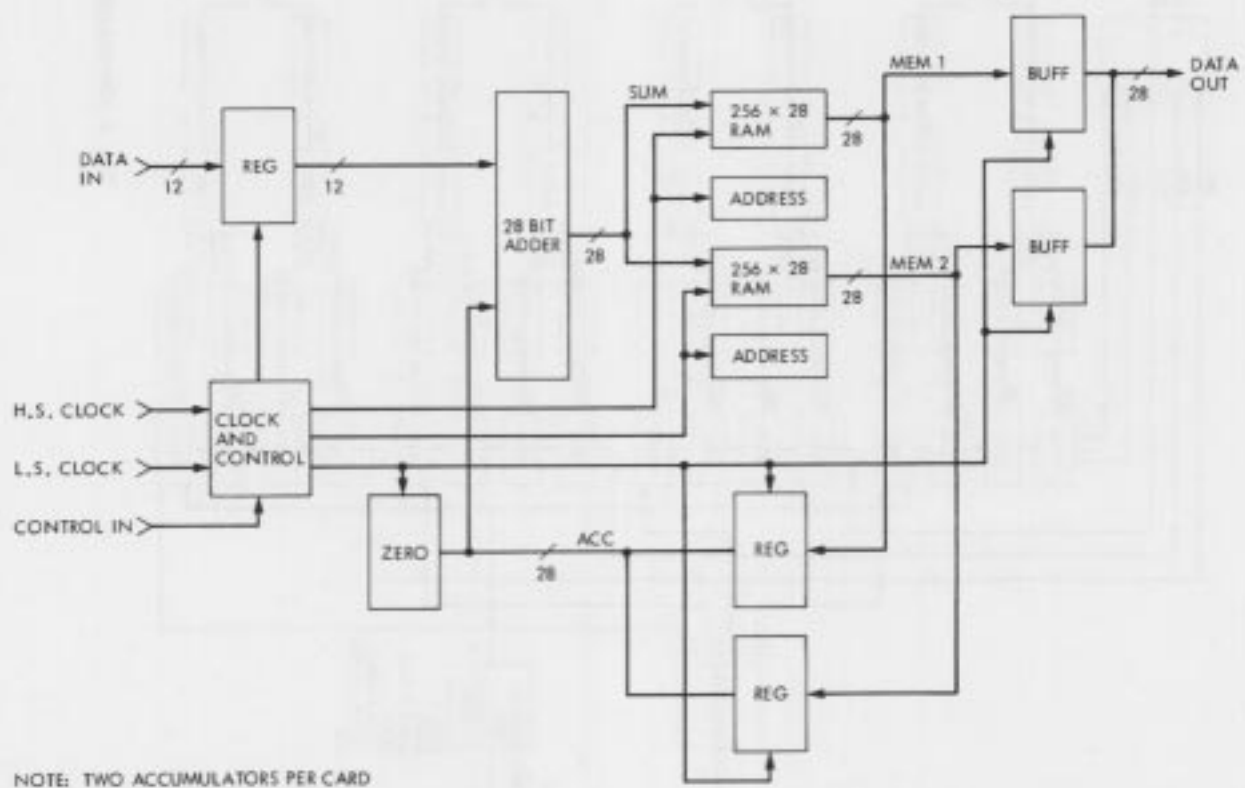 MEM 1
BUFF
DATA
OUT
28
SUM
256 × 28
RAM
28
DATA
IN
12
REG
12
ADDRESS
28 BIT
ADDER
28
BUFF
256 × 28
RAM
28
MEM 2
ADDRESS
H.S. CLOCK
CLOCK
AND
CONTROL
L.S. CLOCK
CONTROL IN
ZERO
ACC
28
REG
REG
NOTE: TWO ACCUMULATORS PER CARD